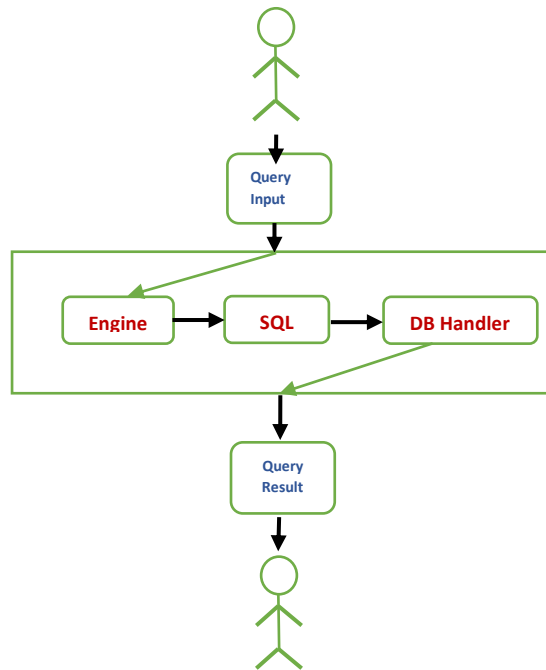 Query
Input
Engine
SQL
DB Handler
Query
Result